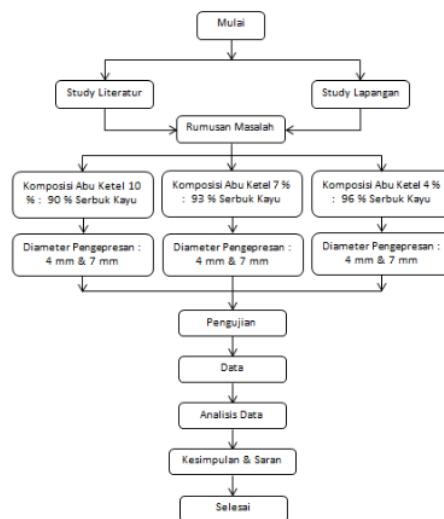 Mulai
Study Literatur
Study Lapangan
Rumusan Masalah
Komposisi Abu Ketel 10
% : 90 % Serbuk Kayu
Komposisi Abu Ketel 7 %
: 93 % Serbuk Kayu
Komposisi Abu Ketel 4 %
: 96 % Serbuk Kayu
Diameter Pengepresan :
4 mm & 7 mm
Diameter Pengepresan :
4 mm & 7 mm
Diameter Pengepresan :
4 mm & 7 mm
Pengujian
Data
Analisis Data
Kesimpulan & Saran
Selesai